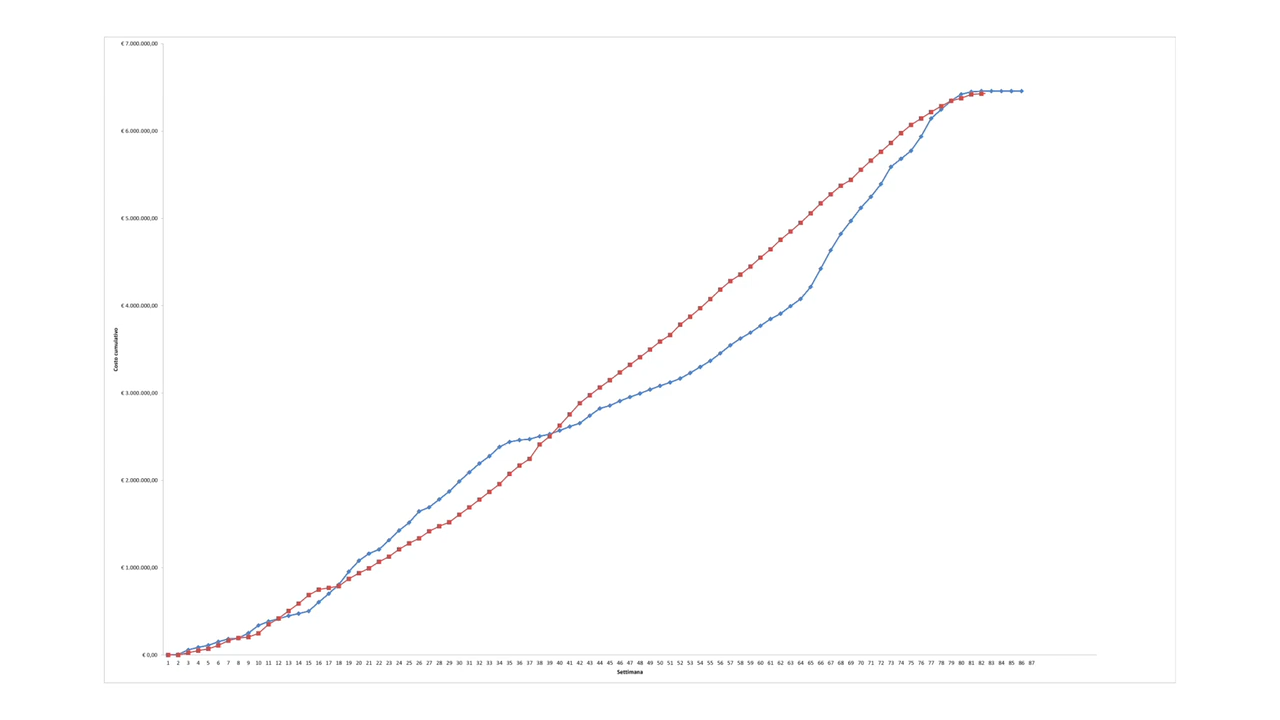 € 7.000.000,00
€ 6.000.000,00
€ 5.000.000,00
€ 4.000.000,00
€ 3.000.000,00
€ 2.000.000,00
€ 1.000.000,00
€ 0,00
Costo cumulativo
1 2 3 4 5 6 7 8 9 10 11 12 13 14 15 16 17 18 19 20 21 22 23 24 25 26 27 28 29 30 31 32 33 34 35 36 37 38 39 40 41 42 43 44 45 46 47 48 49 50 51 52 53 54 55 56 57 58 59 60 61 62 63 64 65 66 67 68 69 70 71 72 73 74 75 76 77 78 79 80 81 82 83 84 85 86 87
Settimana